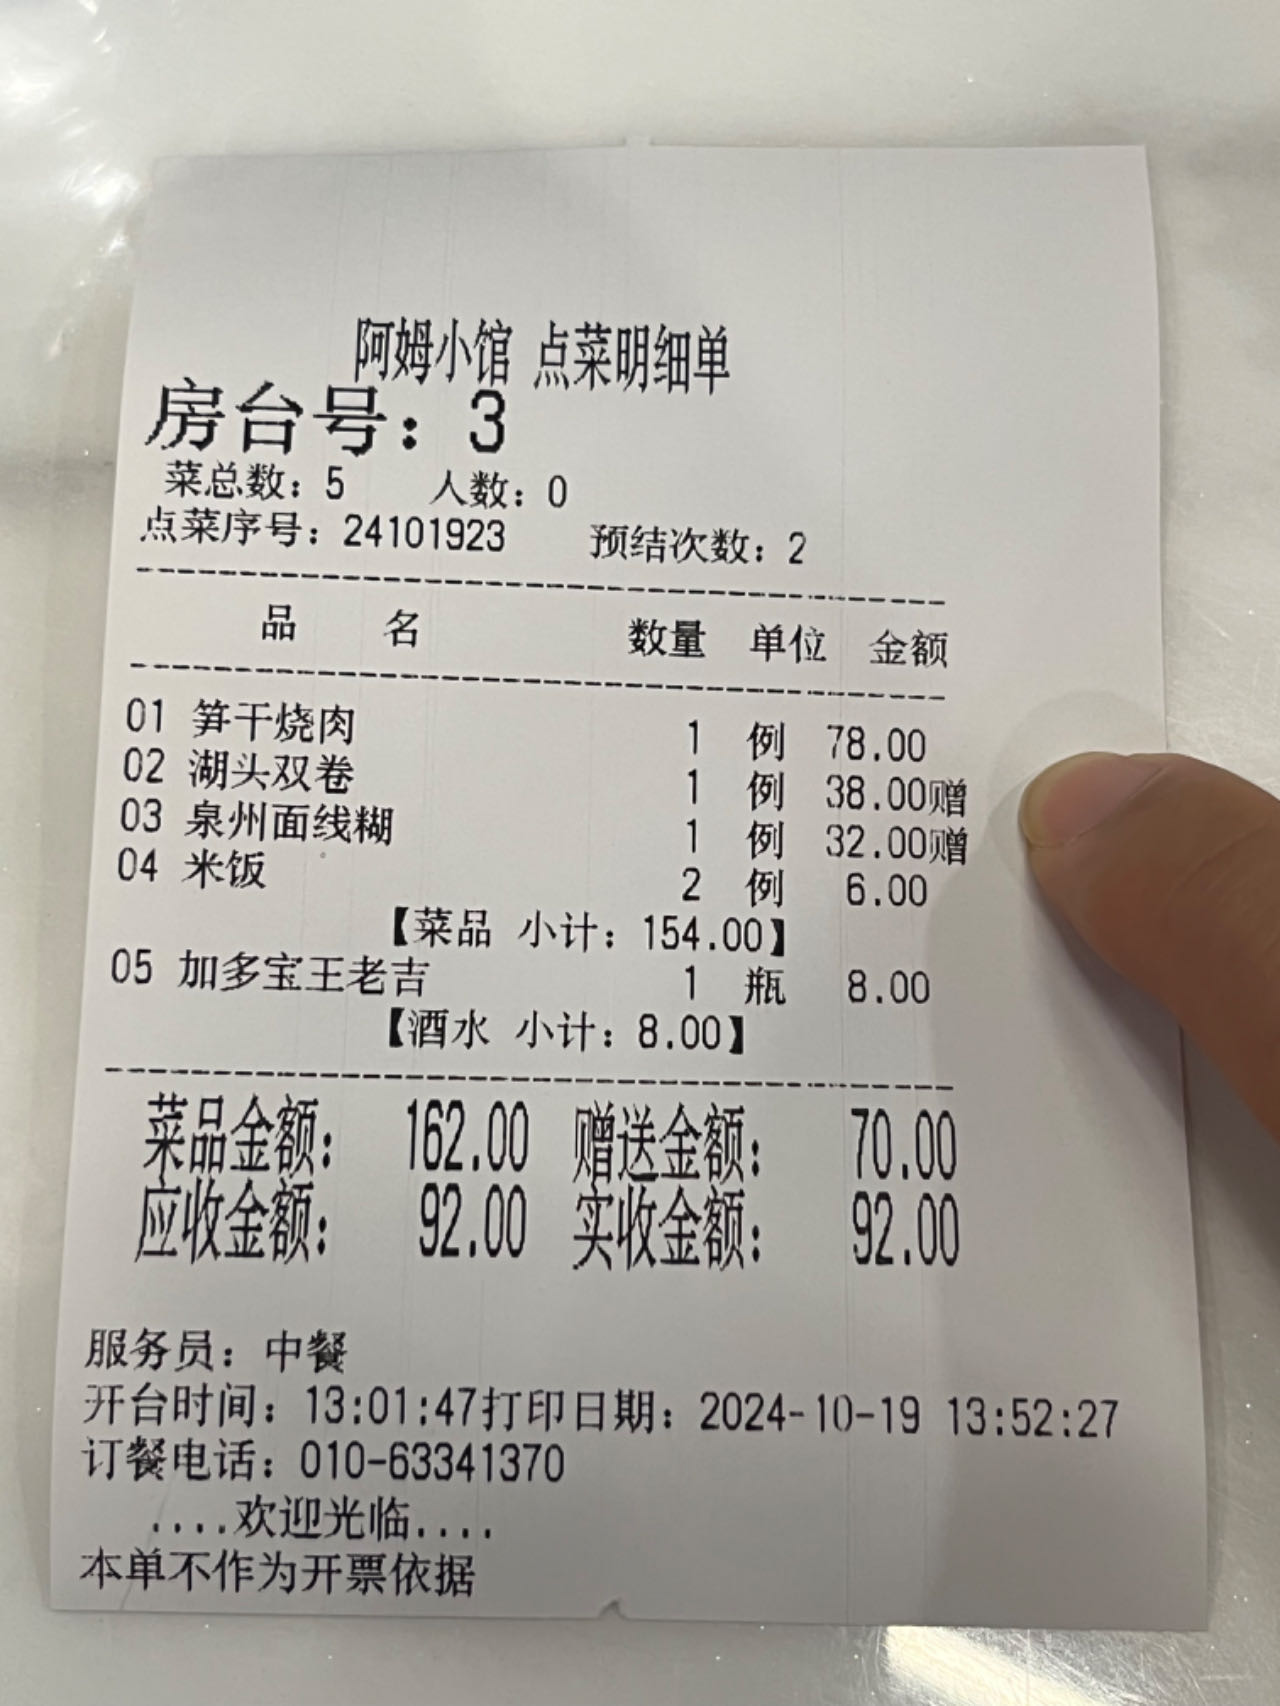 阿姆小馆 点菜明细单
房台号：3
菜总数：5 人数：0
点菜序号：24101923 预结次数：2
品 名 数量 单位 金额
01 笋干烧肉 1 例 78.00
02 湖头双卷 1 例 38.00赠
03 泉州面线糊 1 例 32.00赠
04 米饭 2 例 6.00
【菜品 小计：154.00】
05 加多宝王老吉 1 瓶 8.00
【酒水 小计：8.00】
菜品金额： 162.00 赠送金额： 70.00
应收金额： 92.00 实收金额： 92.00
服务员：中餐
开台时间：13:01:47打印日期：2024-10-19 13:52:27
订餐电话：010-63341370
....欢迎光临....
本单不作为开票依据